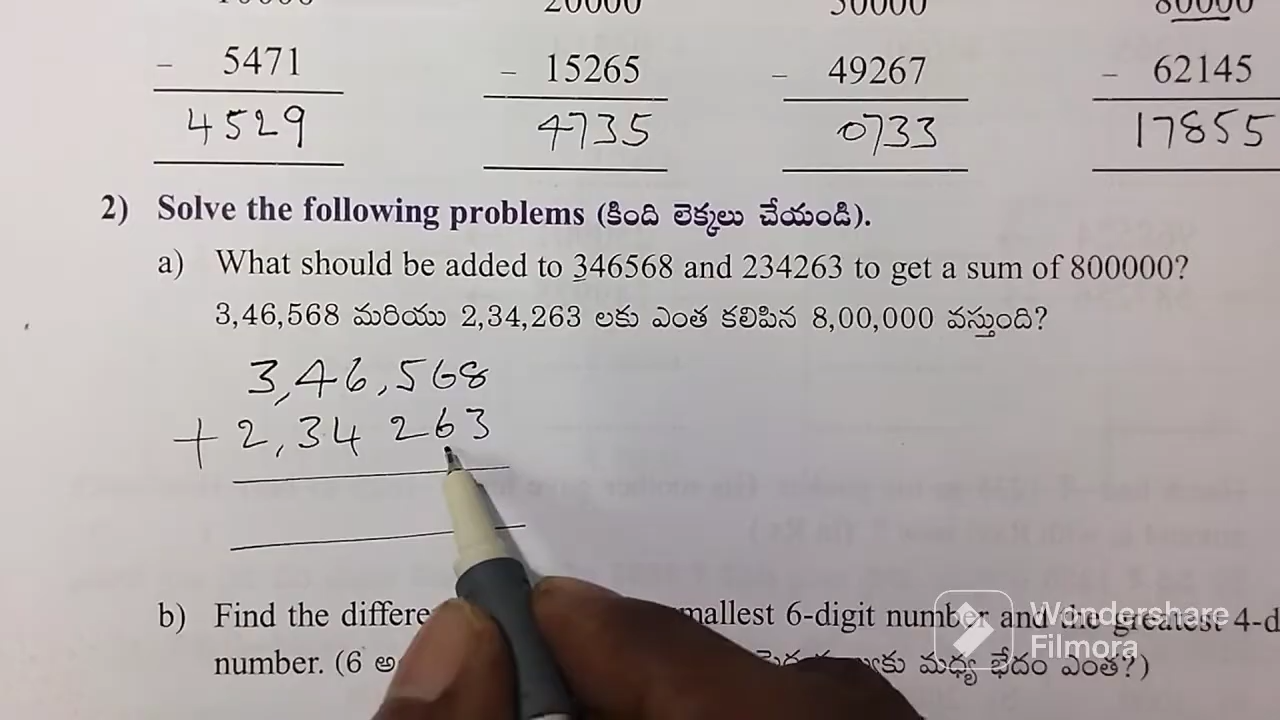 20000 80000
- 5471 - 15265 - 49267 - 62145
4529 4735 0733 17855
2) Solve the following problems (కింది లెక్కలు చేయండి).
a) What should be added to 346568 and 234263 to get a sum of 800000?
3,46,568 మరియు 2,34,263 లకు ఎంత కలిపిన 8,00,000 వస్తుంది?
3,46,568
+ 2,34 263
b) Find the smallest 6-digit number and the greatest 4-d
number. (6 మధ్య భేదం ఎంత?)
Wondershare
Filmora